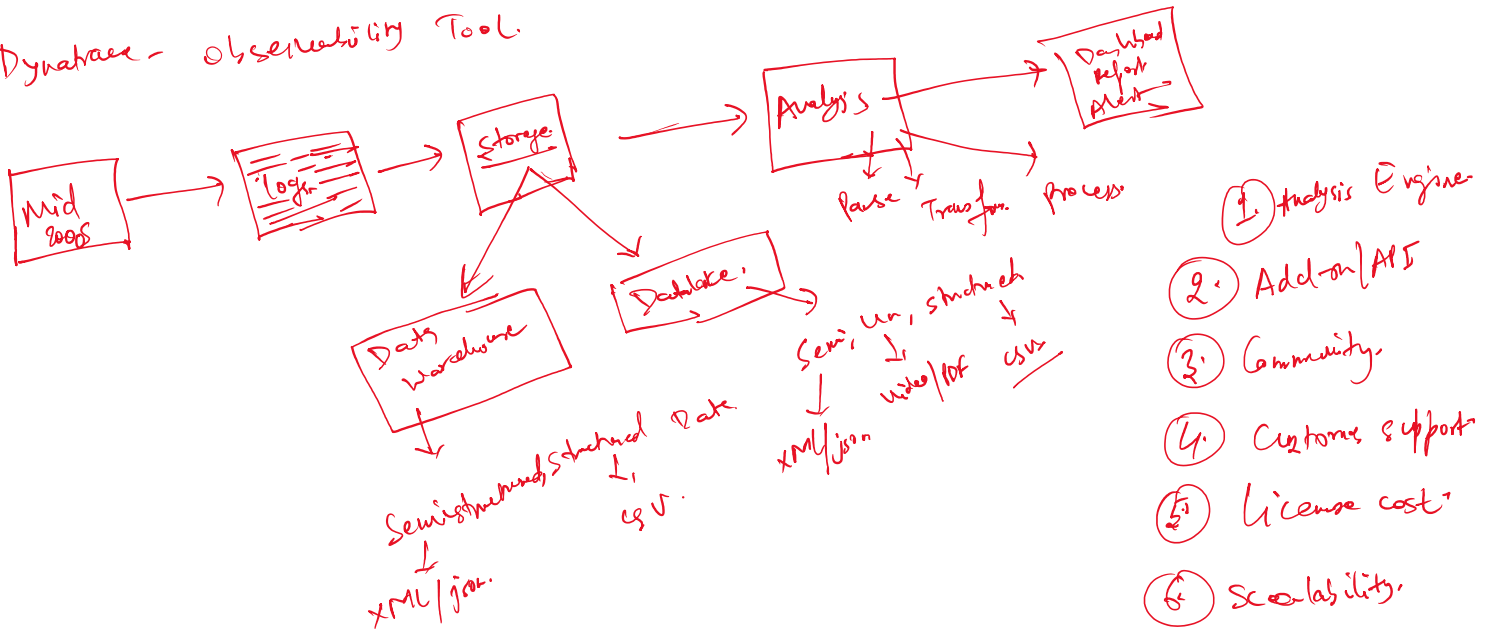 Dynatrace - Observability Tool.
Mid
2000s
Logs
Storage
Analysis
Dashboard
Report
Alert
Parse
Transform
Process
Data
Warehouse
Datalake.
Semi, Un, structured
Video/PDF
CSV
XML/json
Semistructured, Structured Data
CSV.
XML/json.
1. Analysis Engine
2. Add-on/API
3. Community.
4. Customer support
5. License cost
6. Scalability.